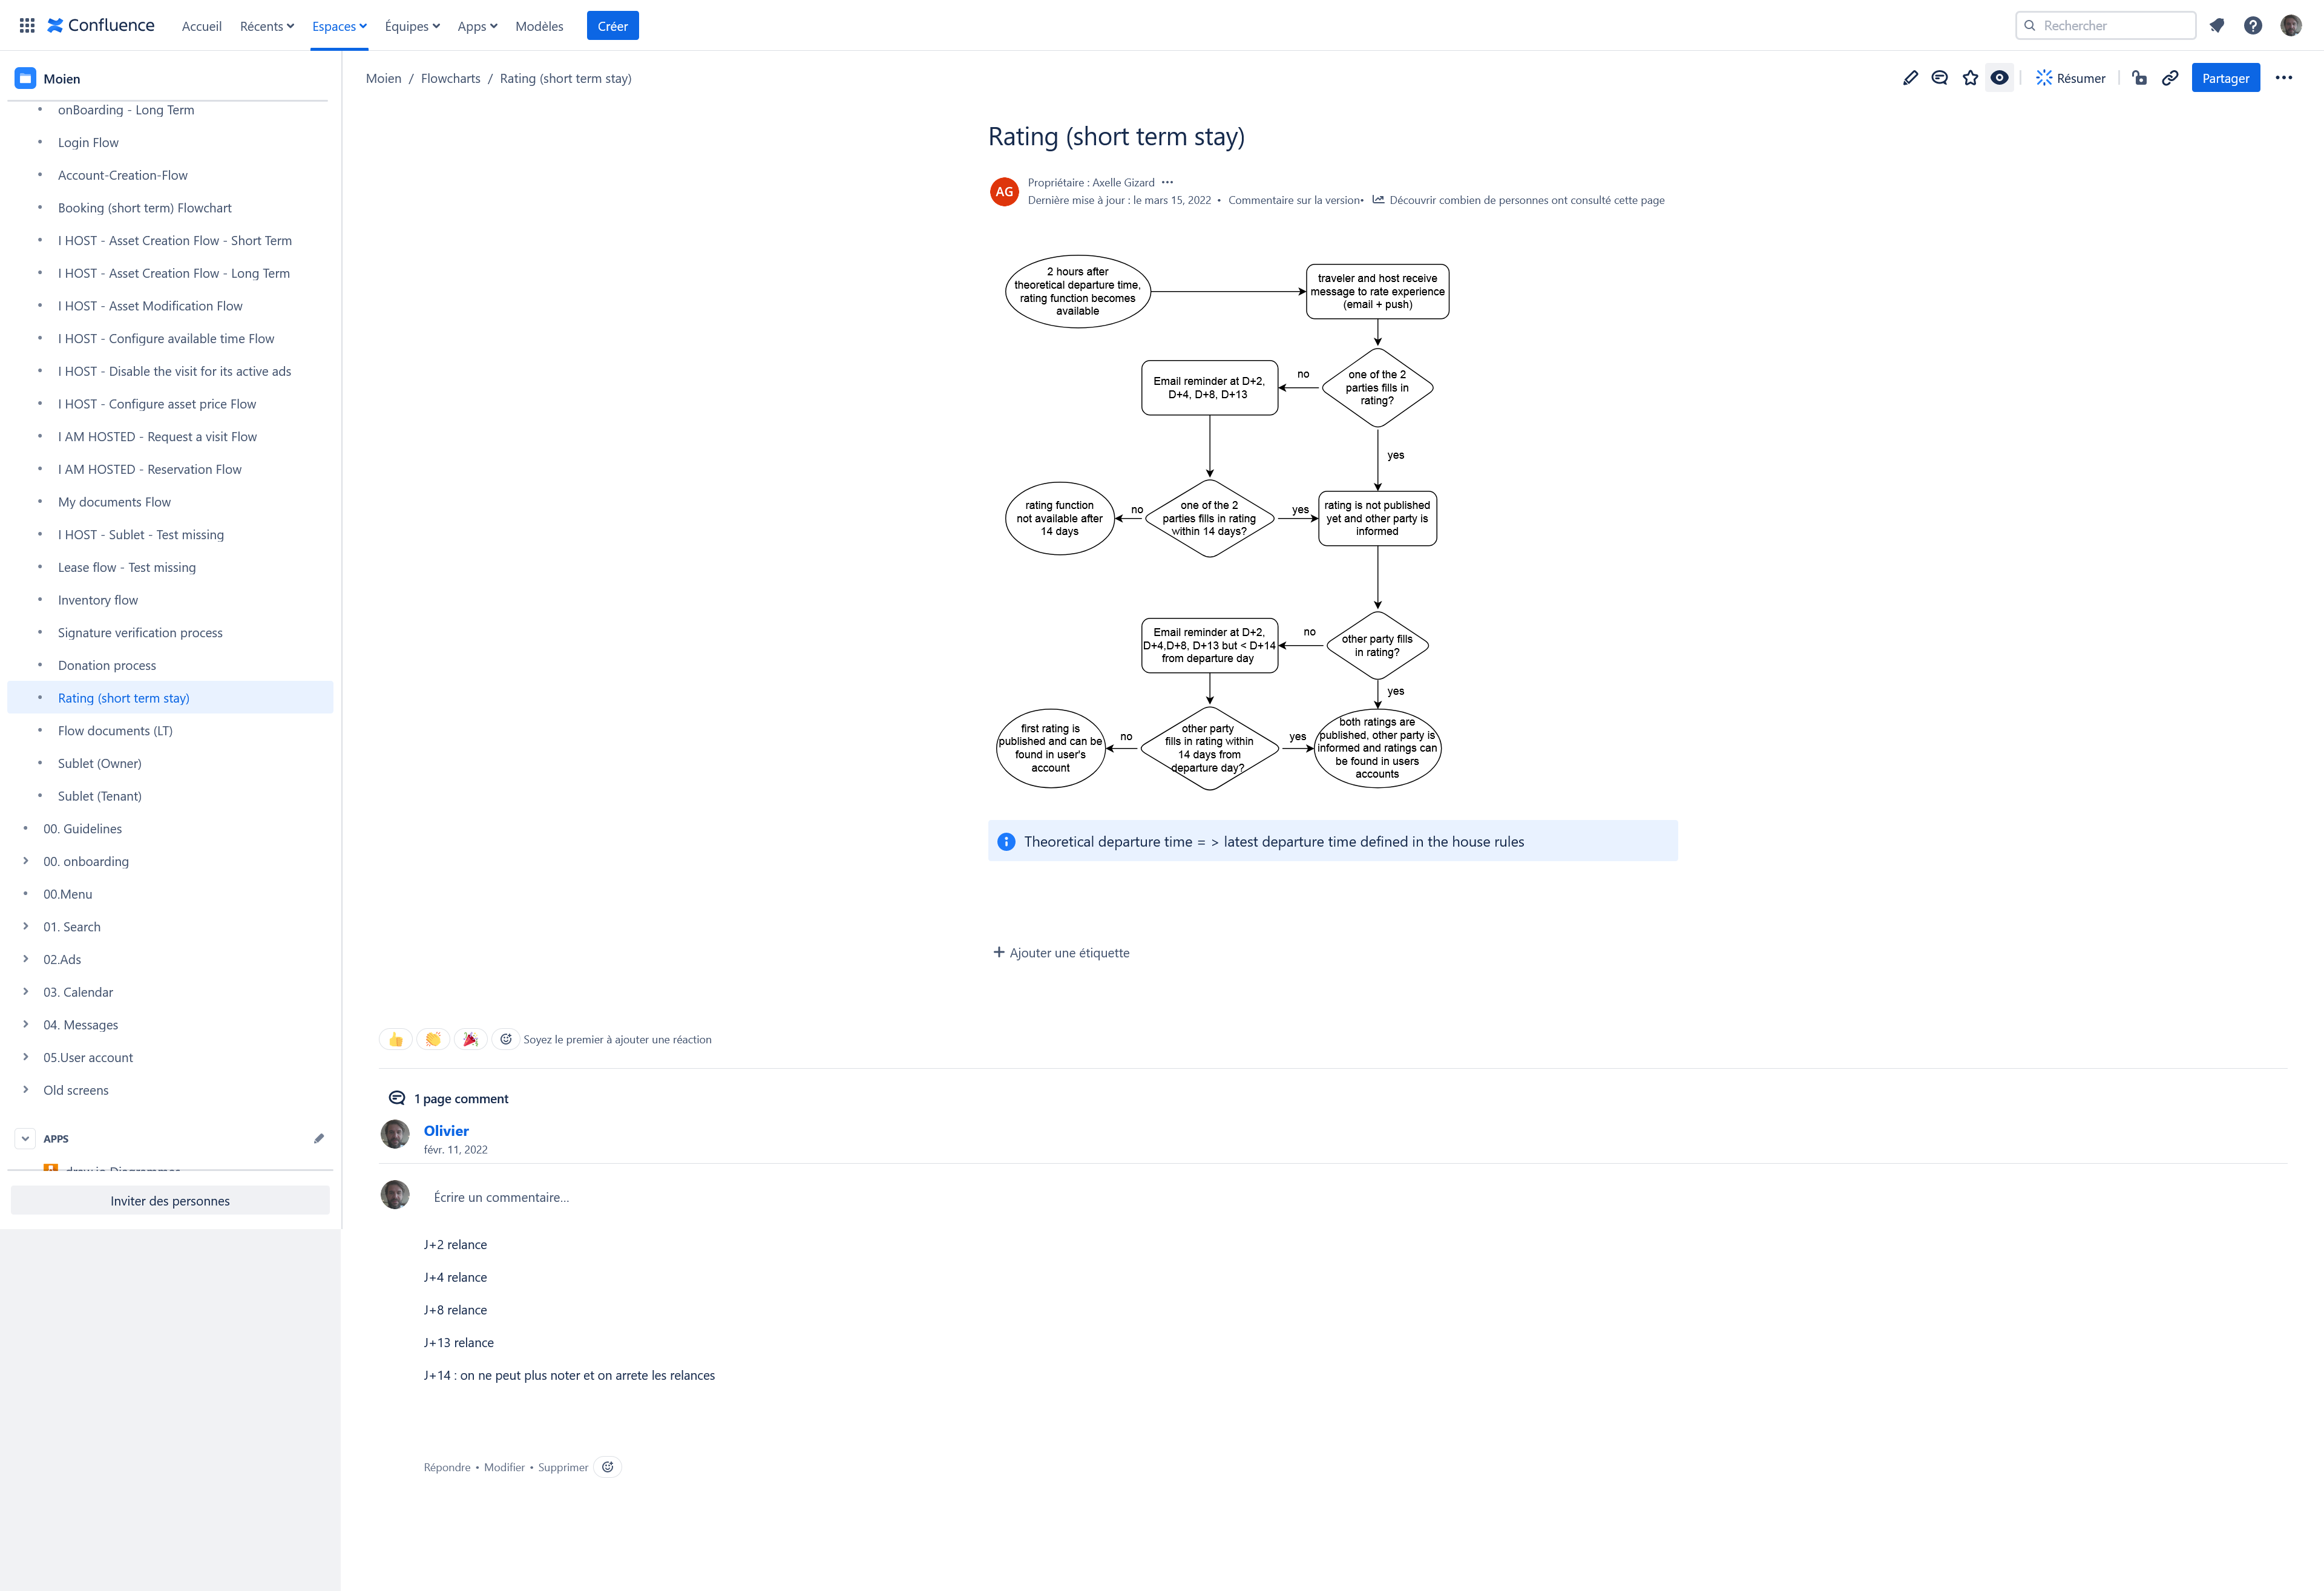 Confluence
Accueil
Récents
Espaces
Équipes
Apps
Modèles
Créer
Rechercher
Moien
onBoarding - Long Term
Login Flow
Account-Creation-Flow
Booking (short term) Flowchart
I HOST - Asset Creation Flow - Short Term
I HOST - Asset Creation Flow - Long Term
I HOST - Asset Modification Flow
I HOST - Configure available time Flow
I HOST - Disable the visit for its active ads
I HOST - Configure asset price Flow
I AM HOSTED - Request a visit Flow
I AM HOSTED - Reservation Flow
My documents Flow
I HOST - Sublet - Test missing
Lease flow - Test missing
Inventory flow
Signature verification process
Donation process
Rating (short term stay)
Flow documents (LT)
Sublet (Owner)
Sublet (Tenant)
00. Guidelines
00. onboarding
00.Menu
01. Search
02.Ads
03. Calendar
04. Messages
05.User account
Old screens
APPS
draw.io Diagrammes
Inviter des personnes
Moien / Flowcharts / Rating (short term stay)
Résumer
Partager
Rating (short term stay)
AG
Propriétaire : Axelle Gizard
Dernière mise à jour : le mars 15, 2022 • Commentaire sur la version• Découvrir combien de personnes ont consulté cette page
2 hours after
theoretical departure time,
rating function becomes
available
traveler and host receive
message to rate experience
(email + push)
one of the 2
parties fills in
rating?
no
Email reminder at D+2,
D+4, D+8, D+13
yes
rating function
not available after
14 days
no
one of the 2
parties fills in rating
within 14 days?
yes
rating is not published
yet and other party is
informed
other party fills
in rating?
no
Email reminder at D+2,
D+4,D+8, D+13 but < D+14
from departure day
yes
first rating is
published and can be
found in user's
account
no
other party
fills in rating within
14 days from
departure day?
yes
both ratings are
published, other party is
informed and ratings can
be found in users
accounts
Theoretical departure time = > latest departure time defined in the house rules
Ajouter une étiquette
Soyez le premier à ajouter une réaction
1 page comment
Olivier
févr. 11, 2022
Écrire un commentaire...
J+2 relance
J+4 relance
J+8 relance
J+13 relance
J+14 : on ne peut plus noter et on arrete les relances
Répondre • Modifier • Supprimer